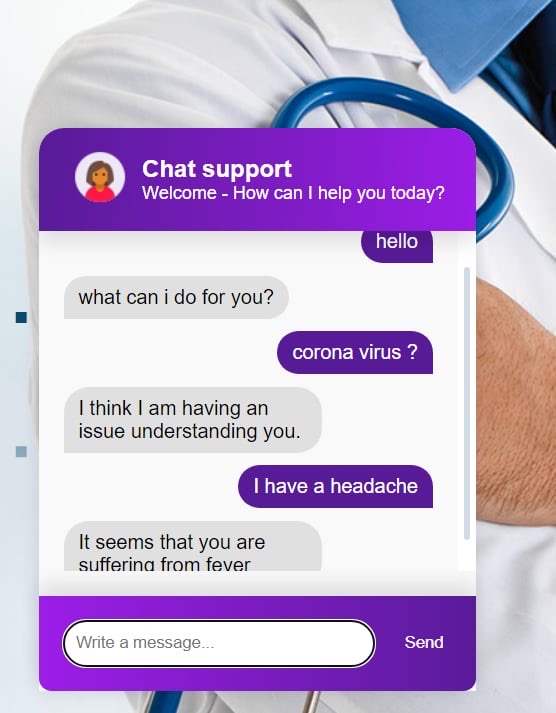 Chat support
Welcome - How can I help you today?
hello
what can i do for you?
corona virus ?
I think I am having an
issue understanding you.
I have a headache
It seems that you are
suffering from fever
Write a message...
Send